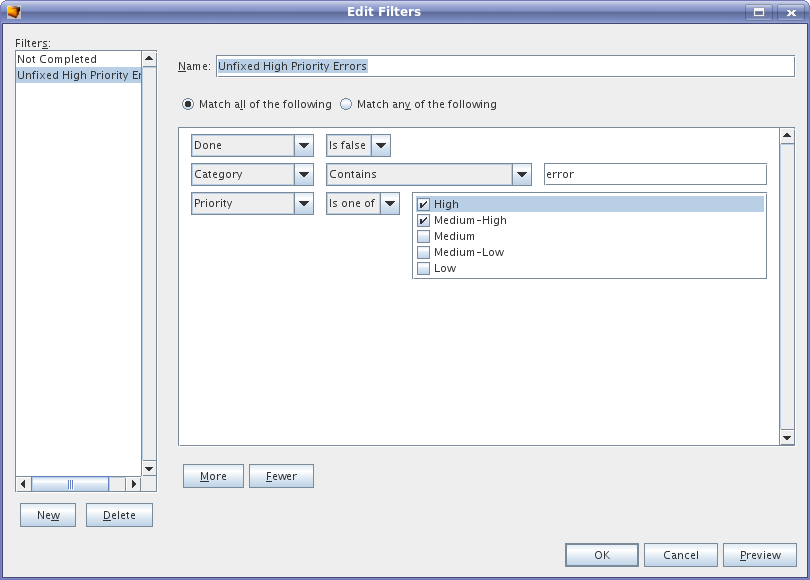 Edit Filters
Filters:
Not Completed
Unfixed High Priority Er
Name: Unfixed High Priority Errors
Match all of the following Match any of the following
Done Is false
Category Contains error
Priority Is one of High
Medium-High
Medium
Medium-Low
Low
More Fewer
New Delete
OK Cancel Preview